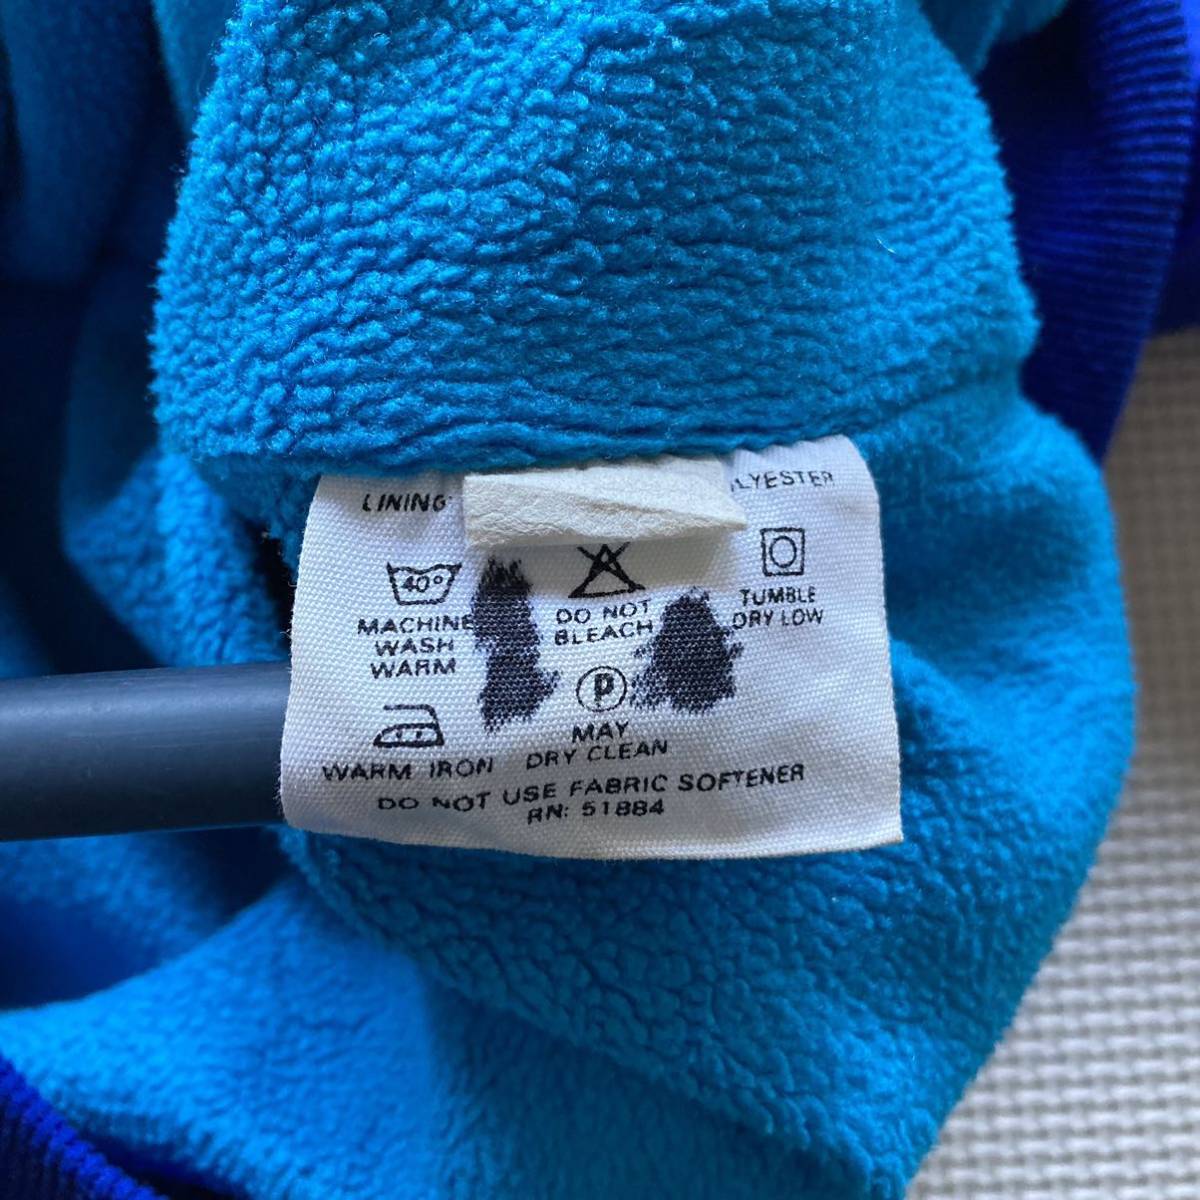 LINING:
LYESTER
40°
MACHINE
WASH
WARM
DO NOT
BLEACH
TUMBLE
DRY LOW
P
MAY
DRY CLEAN
WARM IRON
DO NOT USE FABRIC SOFTENER
RN: 51884